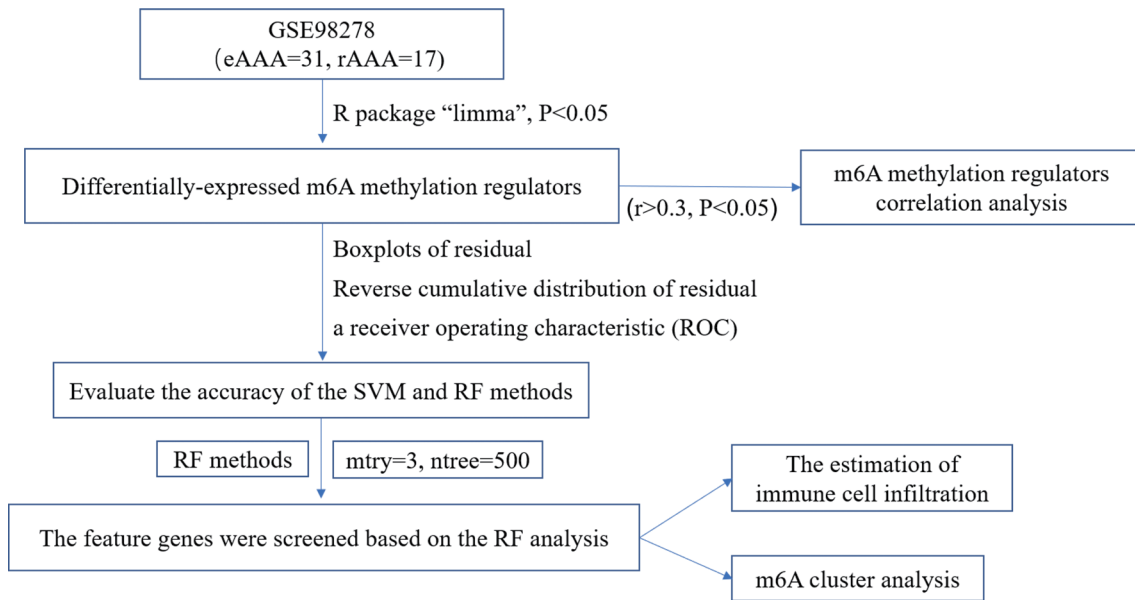 GSE98278
(eAAA=31, rAAA=17)
R package “limma”, P<0.05
Differentially-expressed m6A methylation regulators
(r>0.3, P<0.05)
m6A methylation regulators
correlation analysis
Boxplots of residual
Reverse cumulative distribution of residual
a receiver operating characteristic (ROC)
Evaluate the accuracy of the SVM and RF methods
RF methods
mtry=3, ntree=500
The feature genes were screened based on the RF analysis
The estimation of
immune cell infiltration
m6A cluster analysis